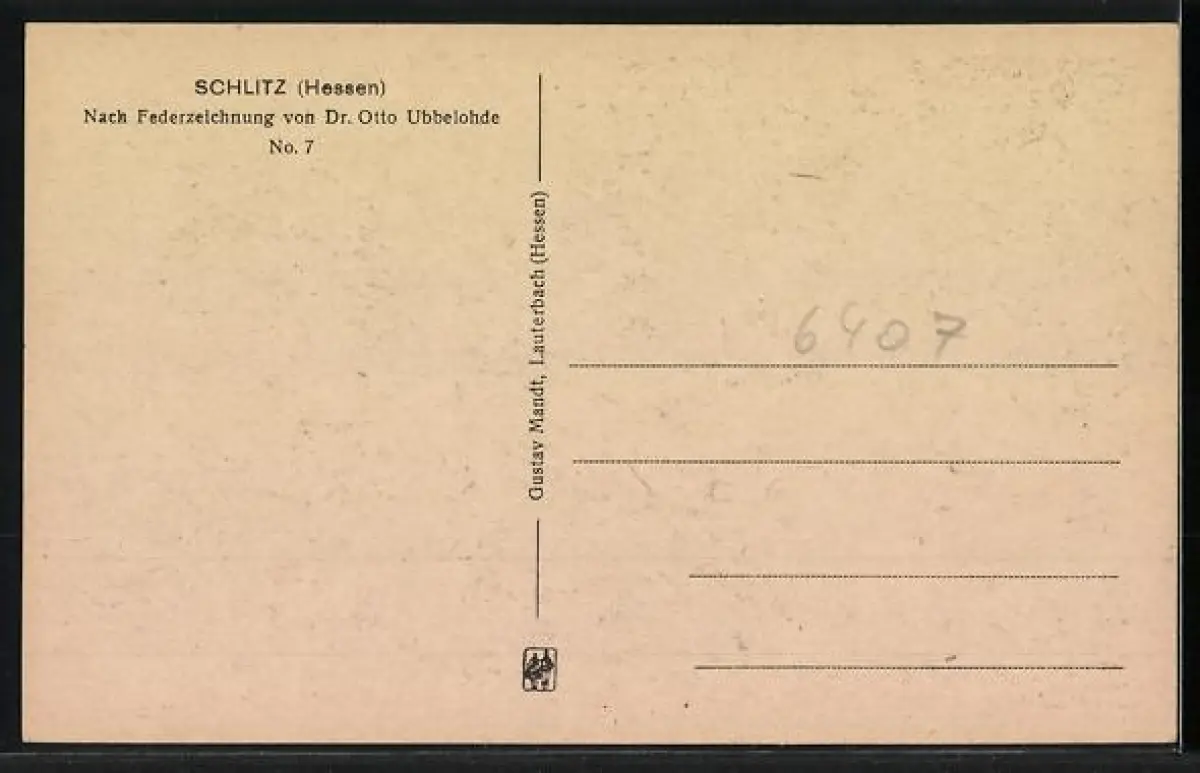 SCHLITZ (Hessen)
Nach Federzeichnung von Dr. Otto Ubbelohde
No. 7
Gustav Mandt, Lauterbach (Hessen)
6407